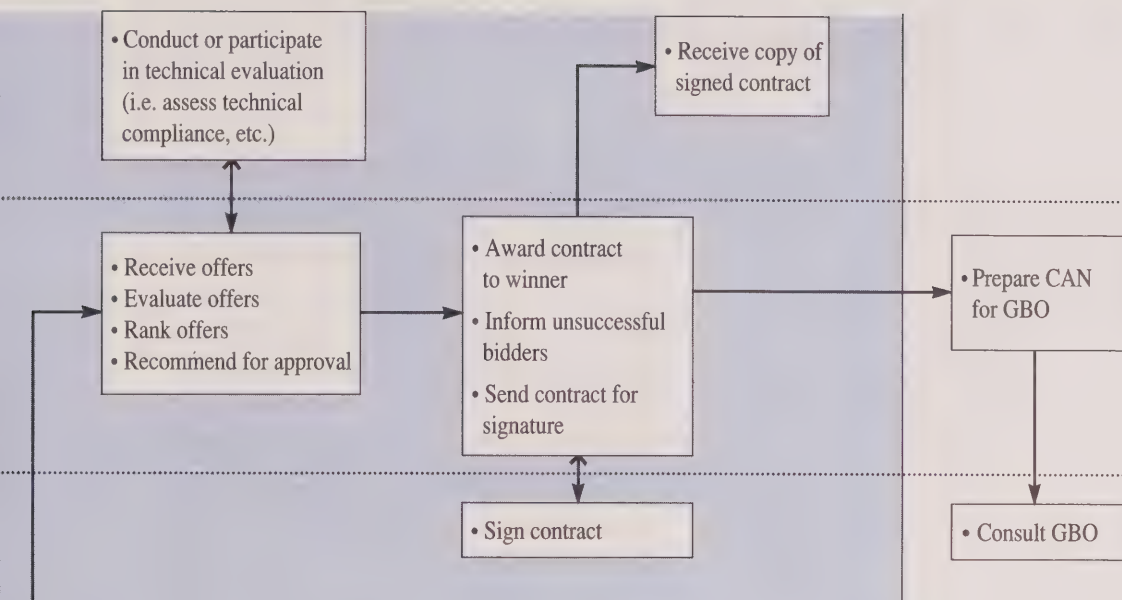 • Conduct or participate
in technical evaluation
(i.e. assess technical
compliance, etc.)
• Receive copy of
signed contract
• Receive offers
• Evaluate offers
• Rank offers
• Recommend for approval
• Award contract
to winner
• Inform unsuccessful
bidders
• Send contract for
signature
• Prepare CAN
for GBO
• Sign contract
• Consult GBO